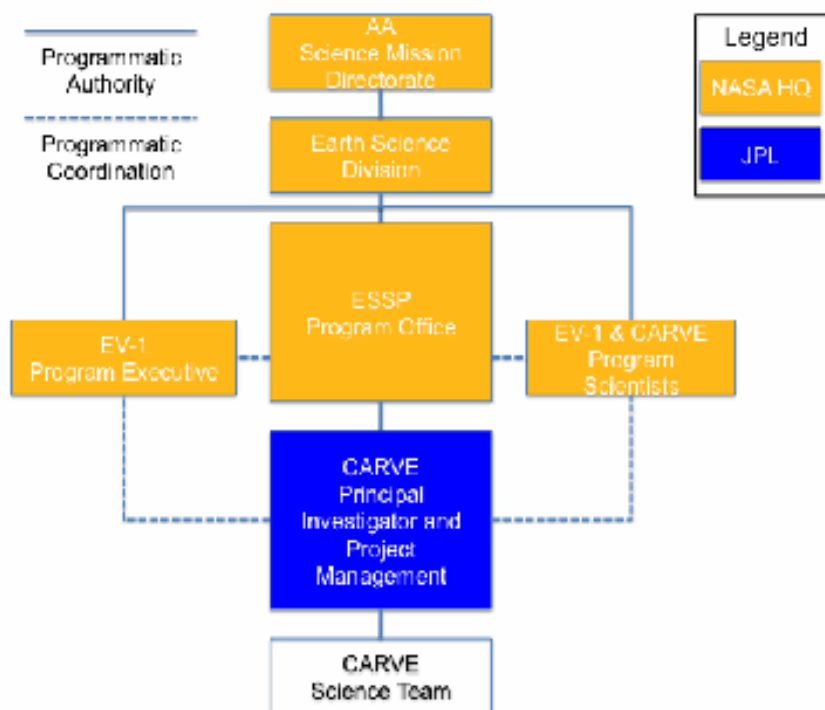 Programmatic
Authority
Programmatic
Coordination
AA
Science Mission
Directorate
Earth Science
Division
Legend
NASA HQ
JPL
ESSP
Program Office
EV-1
Program Executive
EV-1 & CARVE
Program
Scientists
CARVE
Principal
Investigator and
Project
Management
CARVE
Science Team